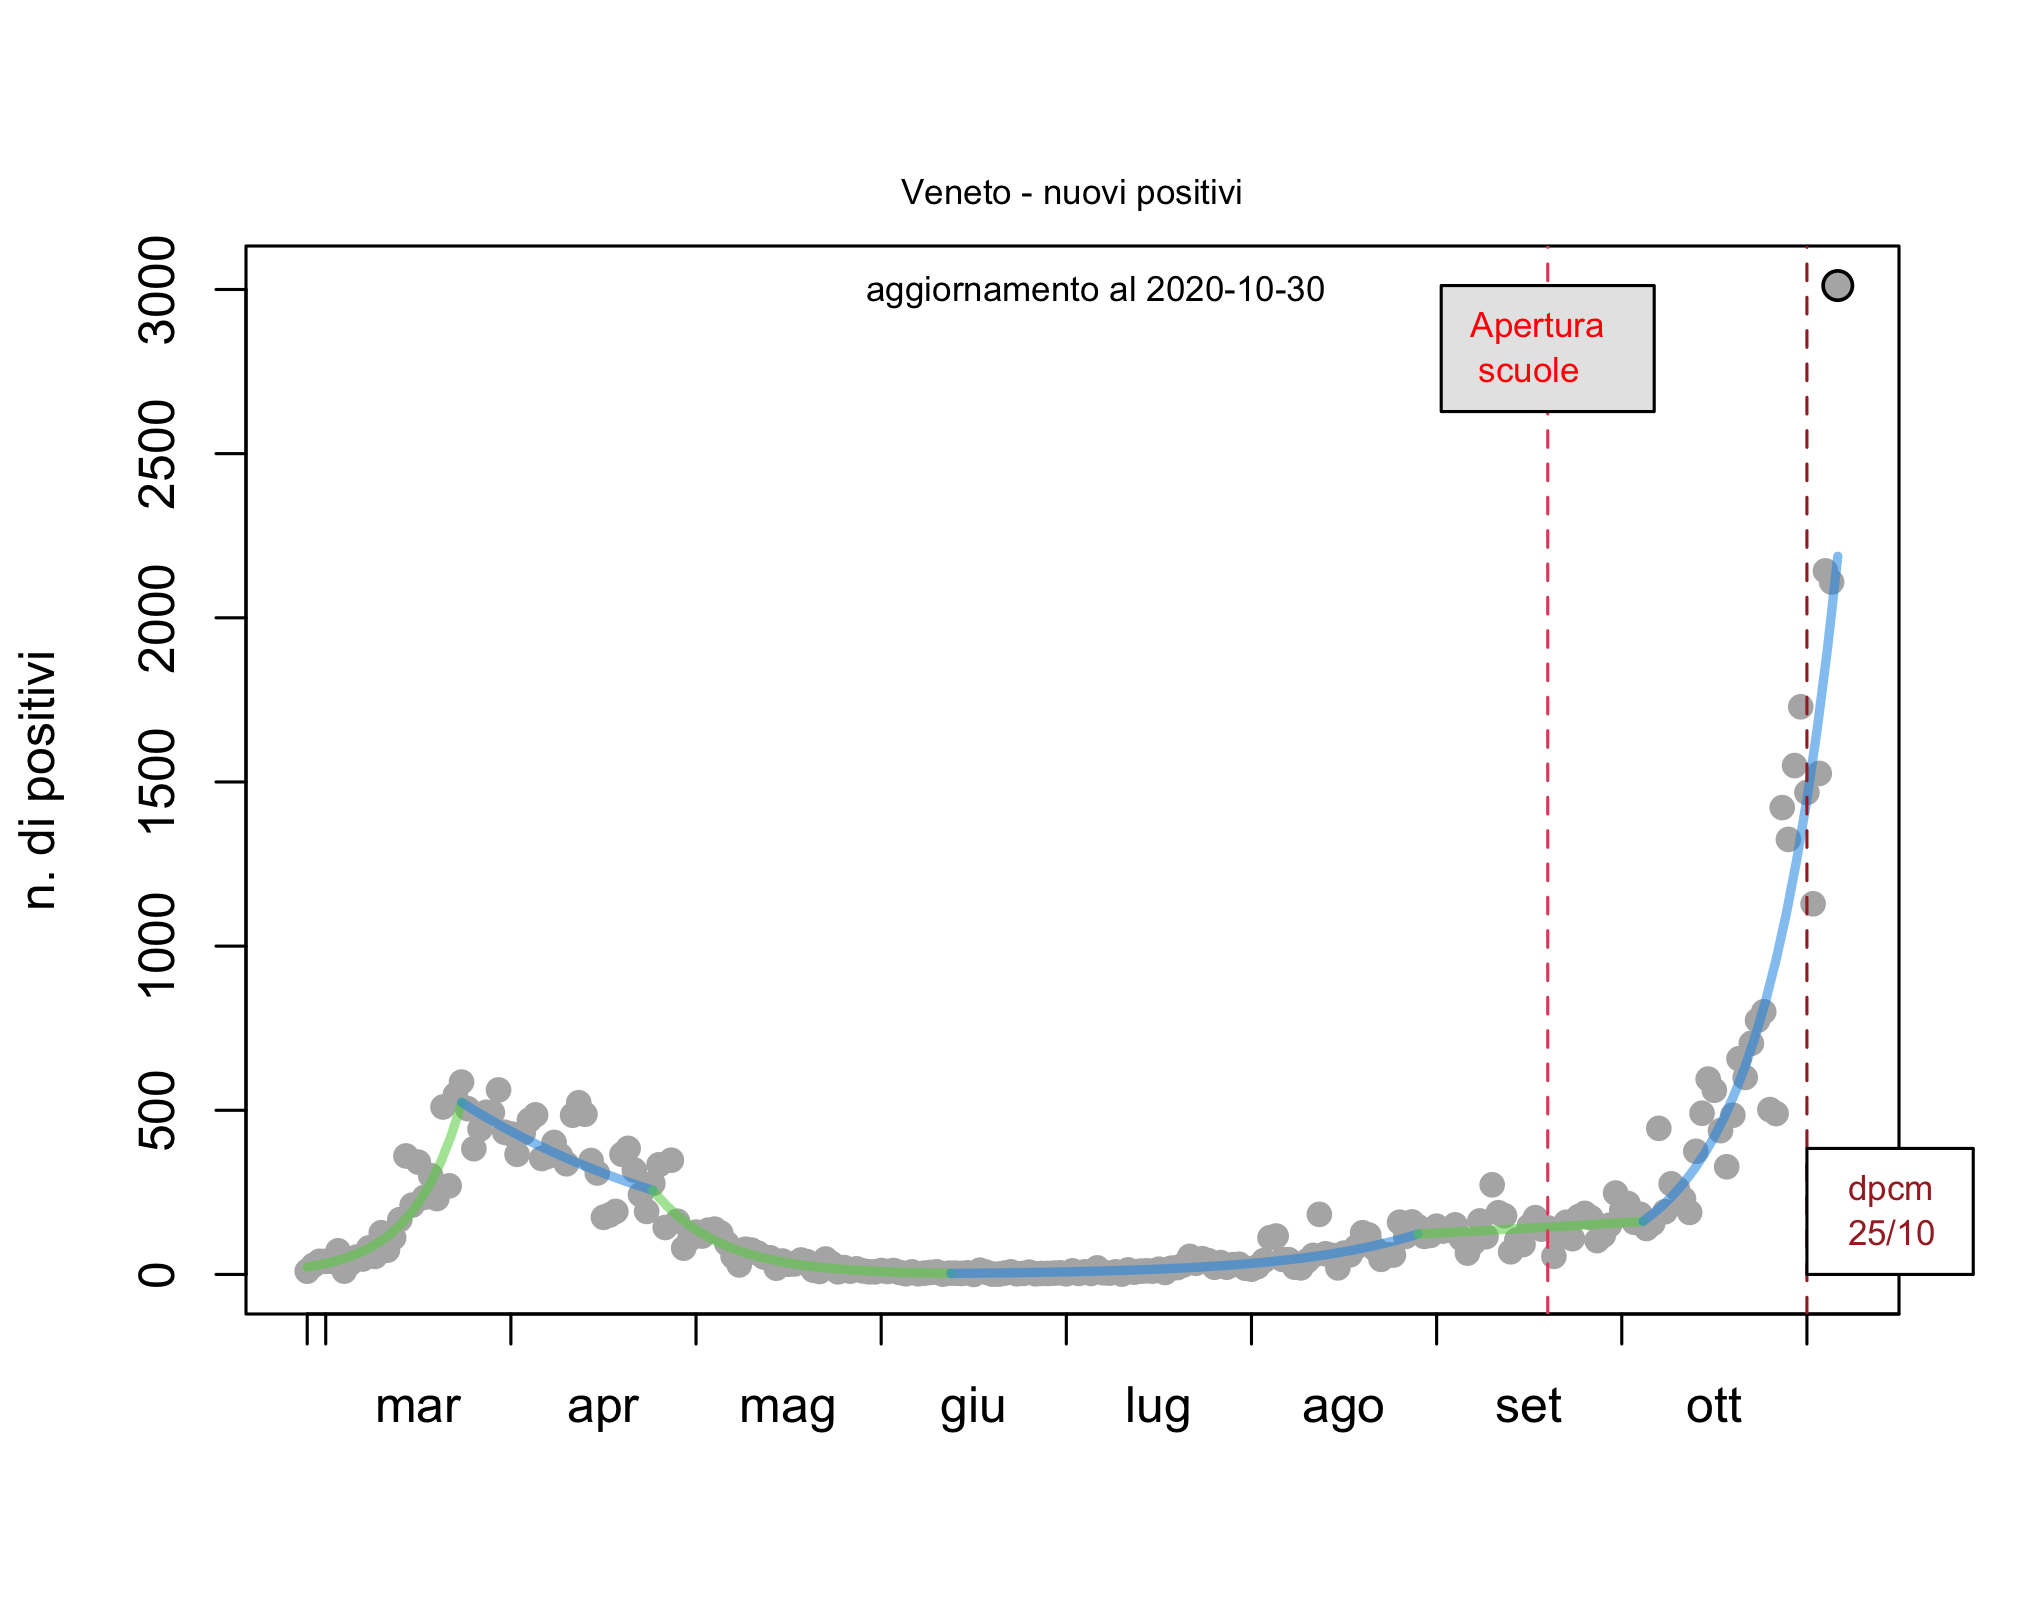 Veneto - nuovi positivi
aggiornamento al 2020-10-30
Apertura
scuole
dpcm
25/10
n. di positivi
3000
2500
2000
1500
1000
500
0
mar apr mag giu lug ago set ott